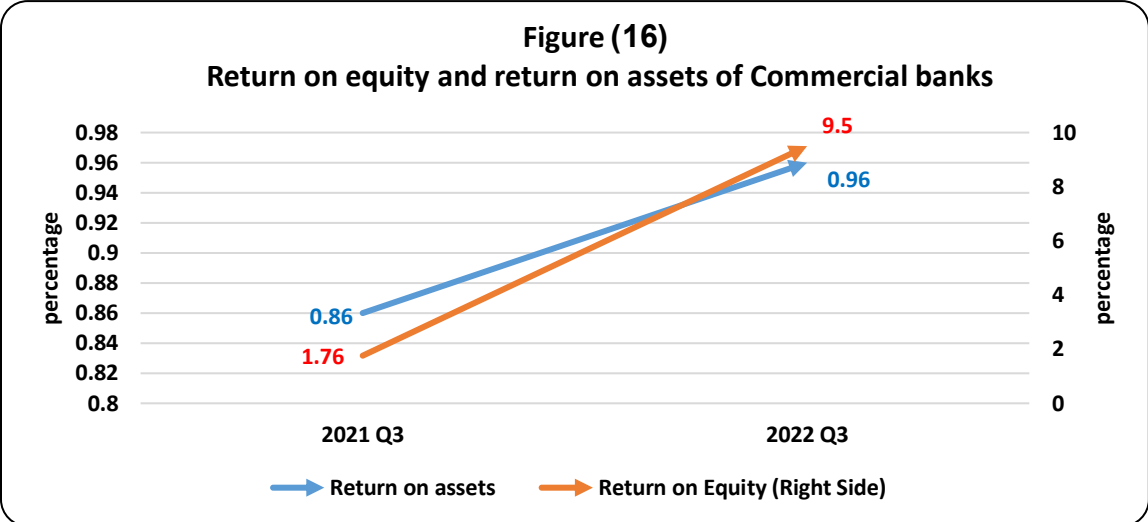 Figure (16)
Return on equity and return on assets of Commercial banks
percentage
0.98
0.96
0.94
0.92
0.9
0.88
0.86
0.84
0.82
0.8
0.86
1.76
9.5
0.96
10
8
6
4
2
0
percentage
2021 Q3
2022 Q3
Return on assets
Return on Equity (Right Side)